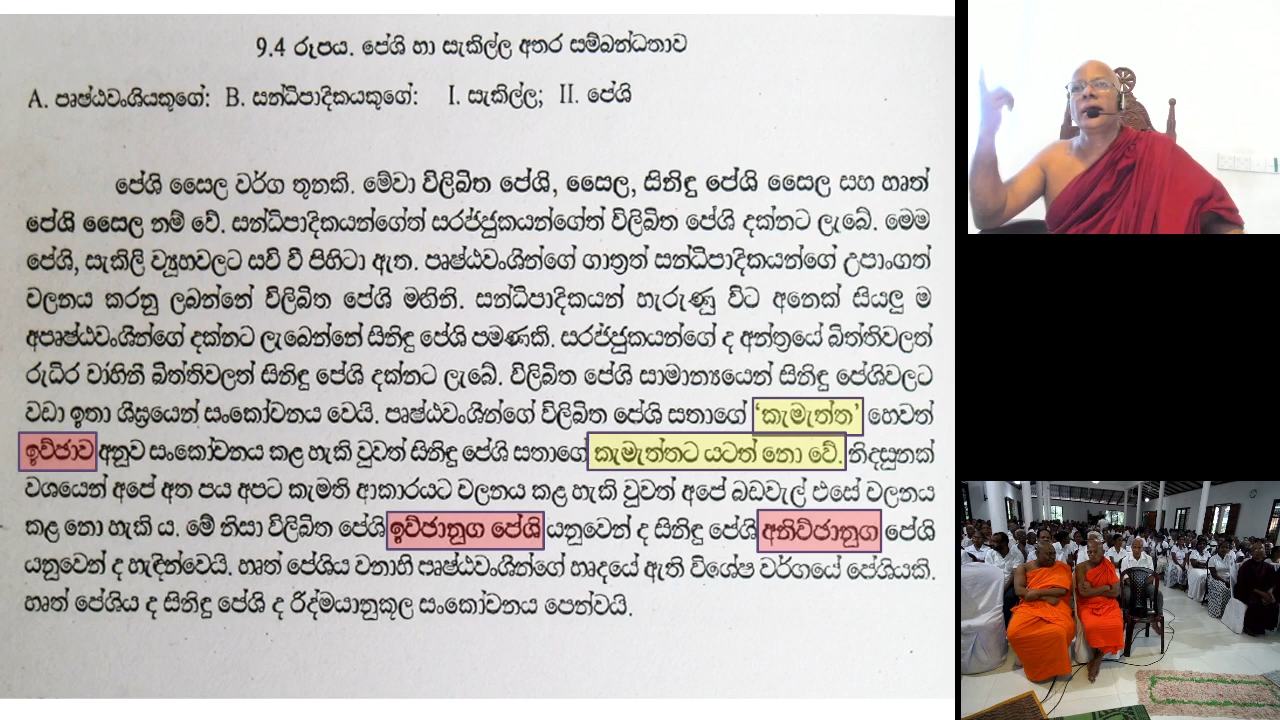 9.4 රූපය. පේශි හා සැකිල්ල අතර සම්බන්ධතාව
A. පෘෂ්ඨවංශියකුගේ: B. සන්ධිපාදිකයකුගේ: I. සැකිල්ල; II. පේශි
පේශි සෛල වර්ග තුනකි. මේවා විලිඛිත පේශි, සෛල, සිනිඳු පේශි සෛල සහ හෘත්
පේශි සෛල නම් වේ. සන්ධිපාදිකයන්ගේත් සරජ්ජුකයන්ගේත් විලිඛිත පේශි දක්නට ලැබේ. මෙම
පේශි, සැකිලි ව්‍යුහවලට සවි වී පිහිටා ඇත. පෘෂ්ඨවංශීන්ගේ ගාත්‍රත් සන්ධිපාදිකයන්ගේ උපාංගත්
චලනය කරනු ලබන්නේ විලිඛිත පේශි මඟිනි. සන්ධිපාදිකයන් හැරුණු විට අනෙක් සියලු ම
අපෘෂ්ඨවංශීන්ගේ දක්නට ලැබෙන්නේ සිනිඳු පේශි පමණකි. සරජ්ජුකයන්ගේ ද අන්ත්‍රයේ බිත්තිවලත්
රුධිර වාහිනී බිත්තිවලත් සිනිඳු පේශි දක්නට ලැබේ. විලිඛිත පේශි සාමාන්‍යයෙන් සිනිඳු පේශිවලට
වඩා ඉතා ශීඝ්‍රයෙන් සංකෝචනය වෙයි. පෘෂ්ඨවංශීන්ගේ විලිඛිත පේශි සතාගේ ‘කැමැත්ත’ හෙවත්
ඉච්ඡාව අනුව සංකෝචනය කළ හැකි වුවත් සිනිඳු පේශි සතාගේ කැමැත්තට යටත් නො වේ. නිදසුනක්
වශයෙන් අපේ අත පය අපට කැමති ආකාරයට චලනය කළ හැකි වුවත් අපේ බඩවැල් එසේ චලනය
කළ නො හැකි ය. මේ නිසා විලිඛිත පේශි ඉච්ඡානුග පේශි යනුවෙන් ද සිනිඳු පේශි අනිච්ඡානුග පේශි
යනුවෙන් ද හැඳින්වෙයි. හෘත් පේශිය වනාහි පෘෂ්ඨවංශීන්ගේ හෘදයේ ඇති විශේෂ වර්ගයේ පේශියකි.
හෘත් පේශිය ද සිනිඳු පේශි ද රිද්මයානුකූල සංකෝචනය පෙන්වයි.